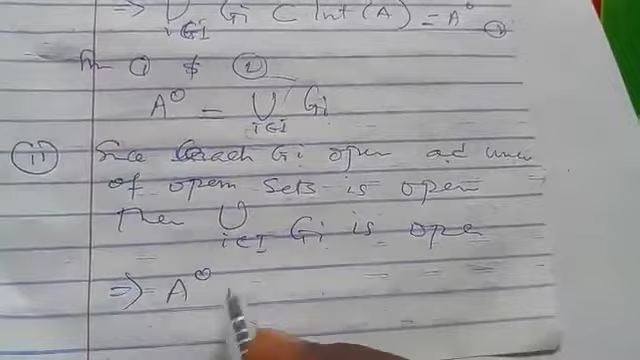 ⇒ ∪ Gi ⊂ Int(A) = A° ②
i∈I
① & ②
A° = ∪ Gi
i∈I
(ii) Since each Gi open and union
of open sets is open
Then ∪ Gi is open
i∈I
⇒ A°